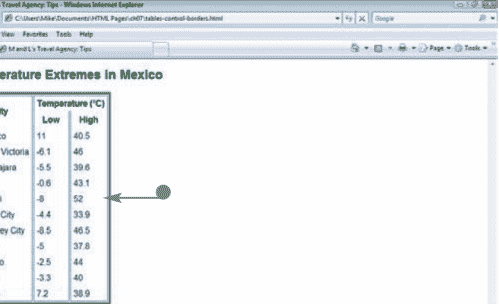 Travel Agency: Tips - Windows Internet Explorer
C:\Users\Mike\Documents\HTML Pages\ch07\tables-control-borders.html
Google
View Favorites Tools Help
M and L's Travel Agency: Tips
Page Tools
erature Extremes in Mexico
ty Temperature (°C)
Low High
co 11 40.5
Victoria -6.1 46
ajara -5.5 39.6
-0.6 43.1
-8 52
City -4.4 33.9
ey City -8.5 46.5
-5 37.8
o -2.5 44
-3.3 40
7.2 38.9